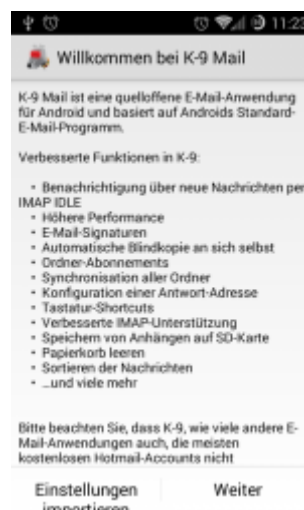 11:23
Willkommen bei K-9 Mail
K-9 Mail ist eine quelloffene E-Mail-Anwendung
für Android und basiert auf Androids Standard-
E-Mail-Programm.
Verbesserte Funktionen in K-9:
• Benachrichtigung über neue Nachrichten per
IMAP IDLE
• Höhere Performance
• E-Mail-Signaturen
• Automatische Blindkopie an sich selbst
• Ordner-Abonnements
• Synchronisation aller Ordner
• Konfiguration einer Antwort-Adresse
• Tastatur-Shortcuts
• Verbesserte IMAP-Unterstützung
• Speichern von Anhängen auf SD-Karte
• Papierkorb leeren
• Sortieren der Nachrichten
• ...und viele mehr
Bitte beachten Sie, dass K-9, wie viele andere E-
Mail-Anwendungen auch, die meisten
kostenlosen Hotmail-Accounts nicht
Einstellungen
importieren
Weiter